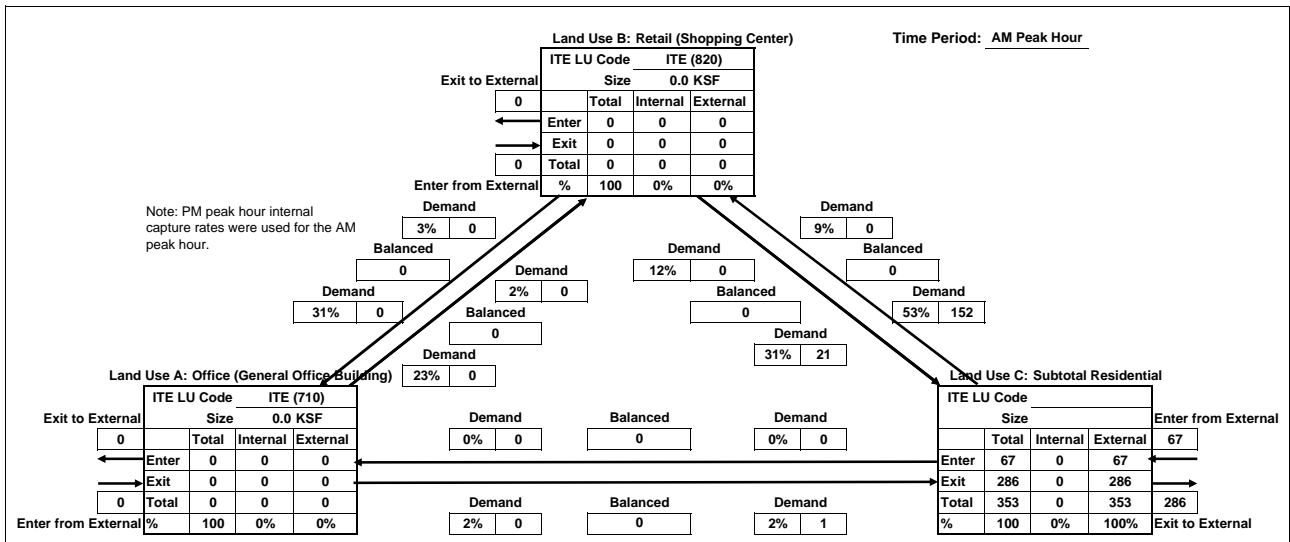 Land Use B: Retail (Shopping Center)
Time Period: AM Peak Hour
ITE LU Code ITE (820)
Exit to External Size 0.0 KSF
0 Total Internal External
Enter 0 0 0
Exit 0 0 0
0 Total 0 0 0
Enter from External % 100 0% 0%
Note: PM peak hour internal
capture rates were used for the AM
peak hour.
Demand
3% 0
Balanced
0
Demand
31% 0
Demand
2% 0
Balanced
0
Demand
23% 0
Demand
12% 0
Balanced
0
Demand
31% 21
Demand
9% 0
Balanced
0
Demand
53% 152
Land Use A: Office (General Office Building)
ITE LU Code ITE (710)
Exit to External Size 0.0 KSF
0 Total Internal External
Enter 0 0 0
Exit 0 0 0
0 Total 0 0 0
Enter from External % 100 0% 0%
Demand Balanced Demand
0% 0 0 0% 0
Demand Balanced Demand
2% 0 0 2% 1
Land Use C: Subtotal Residential
ITE LU Code
Size Enter from External
Total Internal External 67
Enter 67 0 67
Exit 286 0 286
Total 353 0 353 286
% 100 0% 100% Exit to External